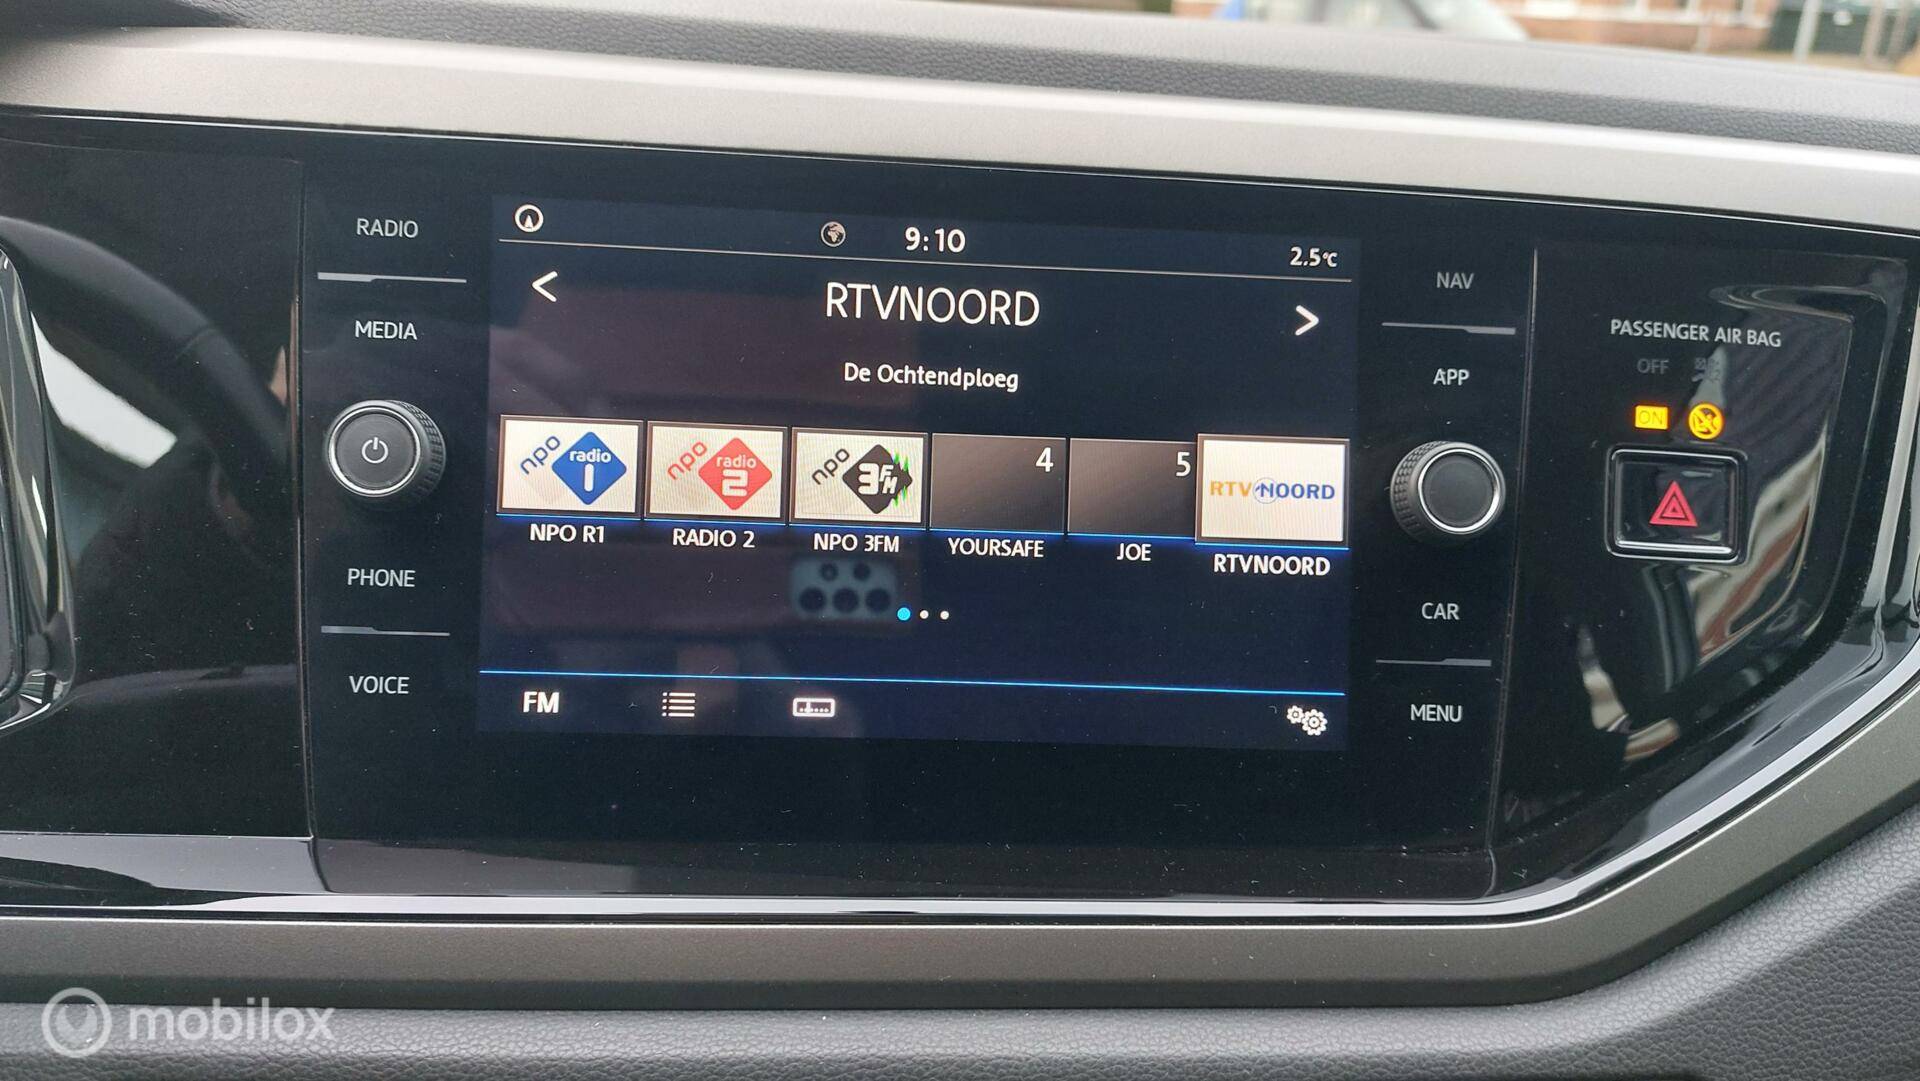 9:10
2.5°C
RADIO
MEDIA
PHONE
VOICE
<
RTVNOORD
>
De Ochtendploeg
npo radio 1
npo radio 2
npo 3FM
4
5
RTV NOORD
NPO R1
RADIO 2
NPO 3FM
YOURSAFE
JOE
RTVNOORD
FM
NAV
APP
CAR
MENU
PASSENGER AIR BAG
OFF
ON
mobilox